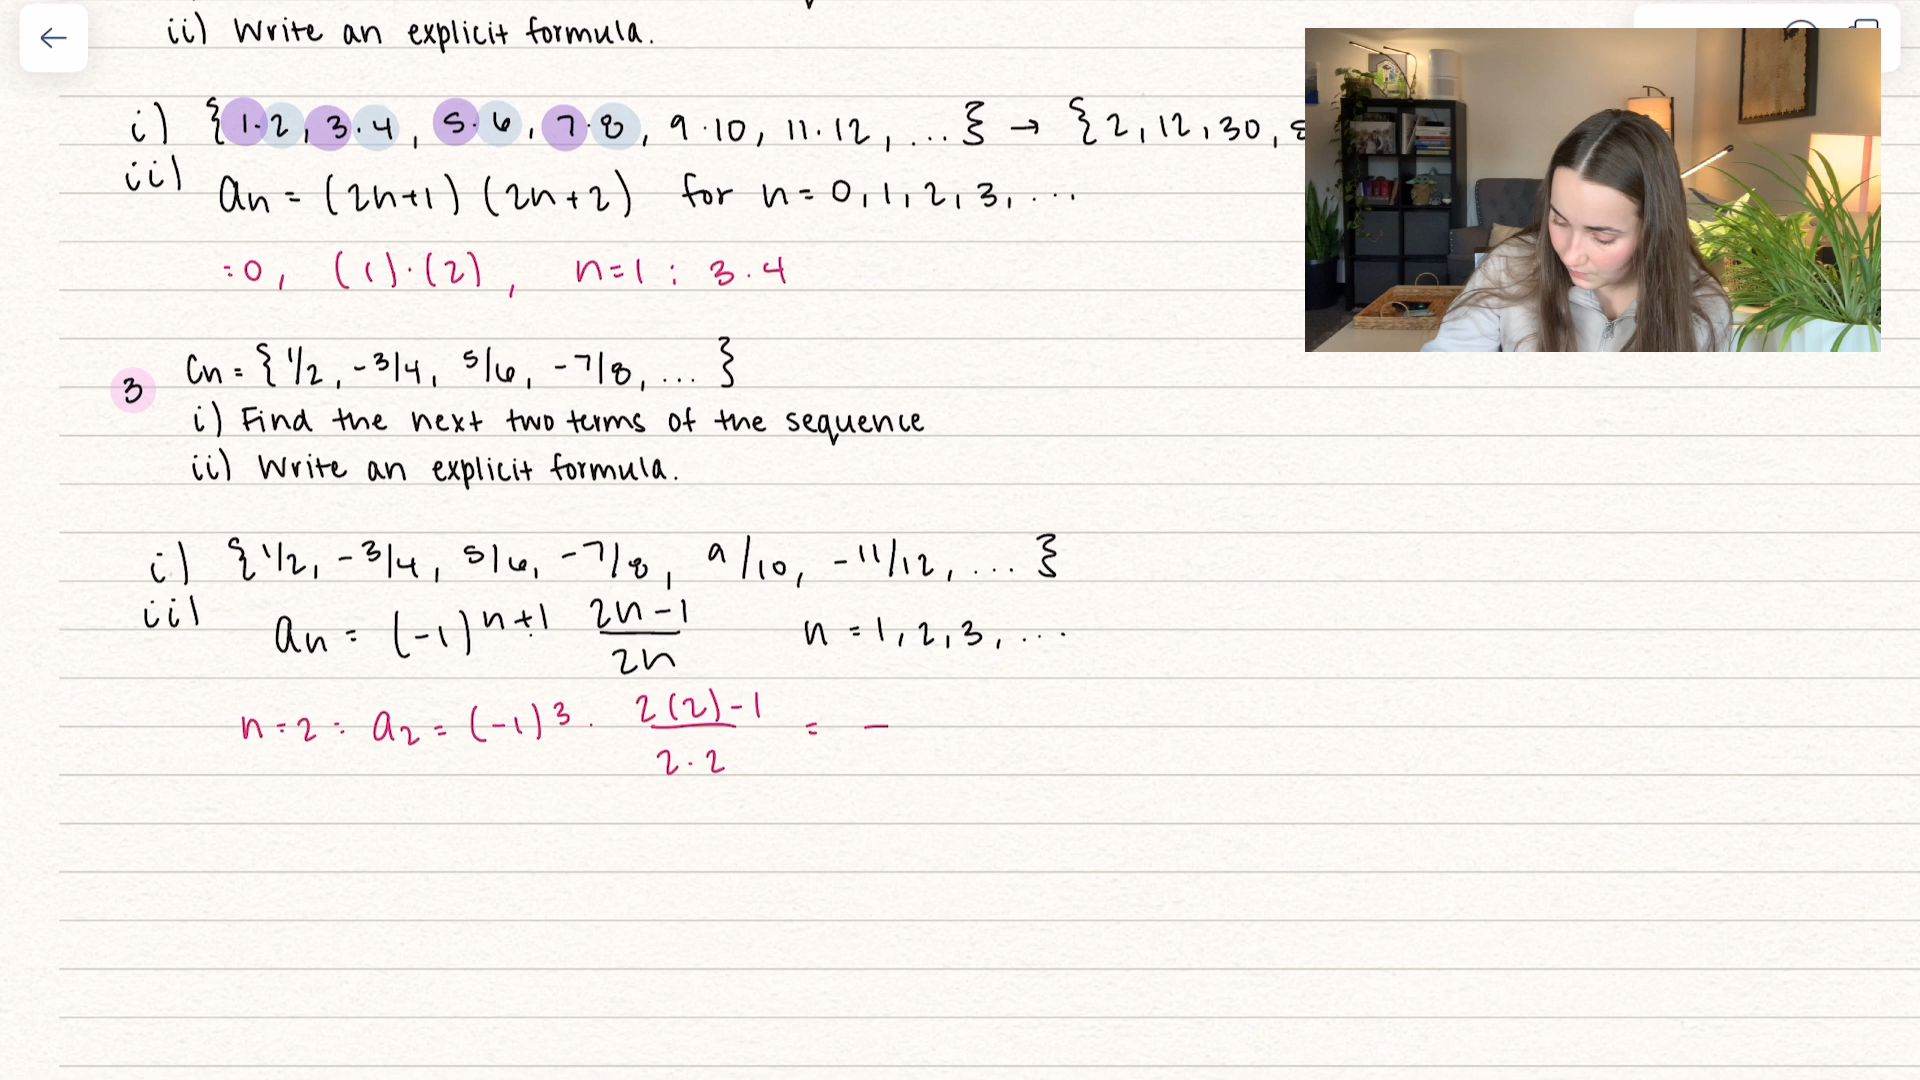 ii) Write an explicit formula.
i) {1·2, 3·4, 5·6, 7·8, 9·10, 11·12, ...} → {2, 12, 30,
ii) an = (2n+1)(2n+2) for n=0,1,2,3,...
=0, (1)·(2), n=1: 3·4
3 Cn = {1/2, -3/4, 5/6, -7/8, ... }
i) Find the next two terms of the sequence
ii) Write an explicit formula.
i) {1/2, -3/4, 5/6, -7/8, 9/10, -11/12, ... }
ii) an = (-1)^n+1 2n-1/2n n=1,2,3,...
n=2: a2 = (-1)^3 · 2(2)-1/2·2 = -